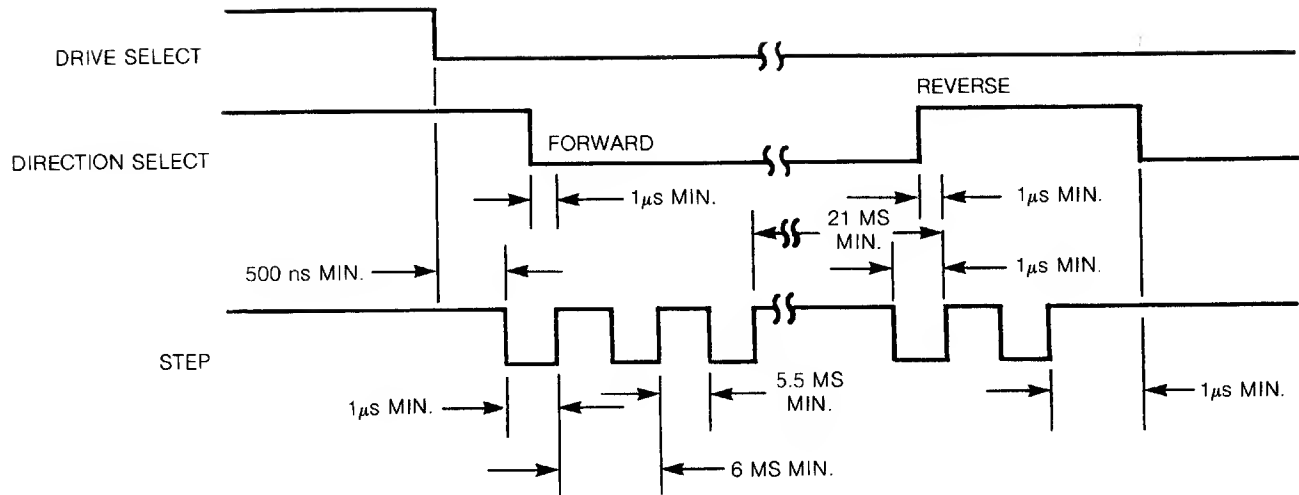 DRIVE SELECT
REVERSE
DIRECTION SELECT
FORWARD
1μs MIN.
1μs MIN.
21 MS
MIN.
500 ns MIN.
1μs MIN.
STEP
5.5 MS
MIN.
1μs MIN.
1μs MIN.
6 MS MIN.